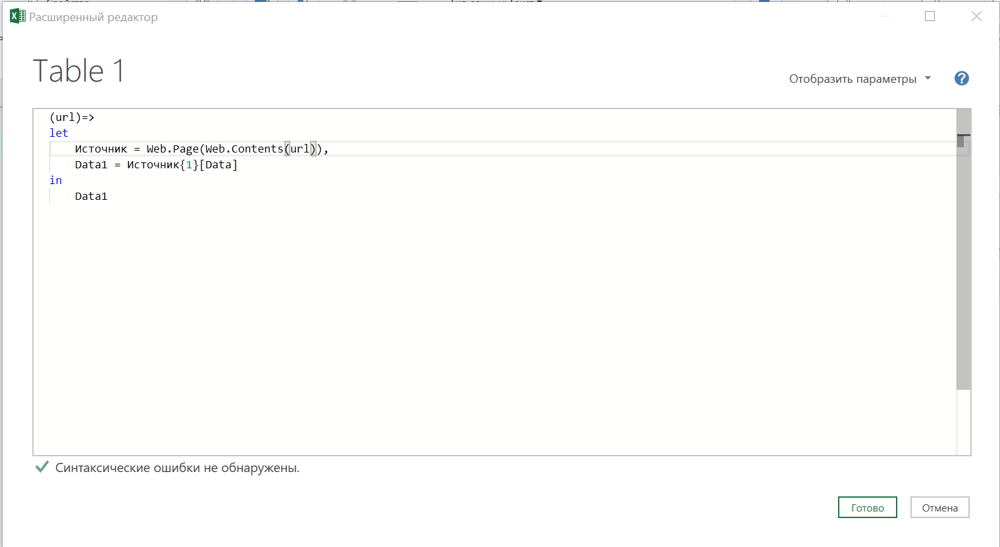 Расширенный редактор
Table 1
Отобразить параметры
?
(url)=>
let
    Источник = Web.Page(Web.Contents(url)),
    Data1 = Источник{1}[Data]
in
    Data1
Синтаксические ошибки не обнаружены.
Готово
Отмена